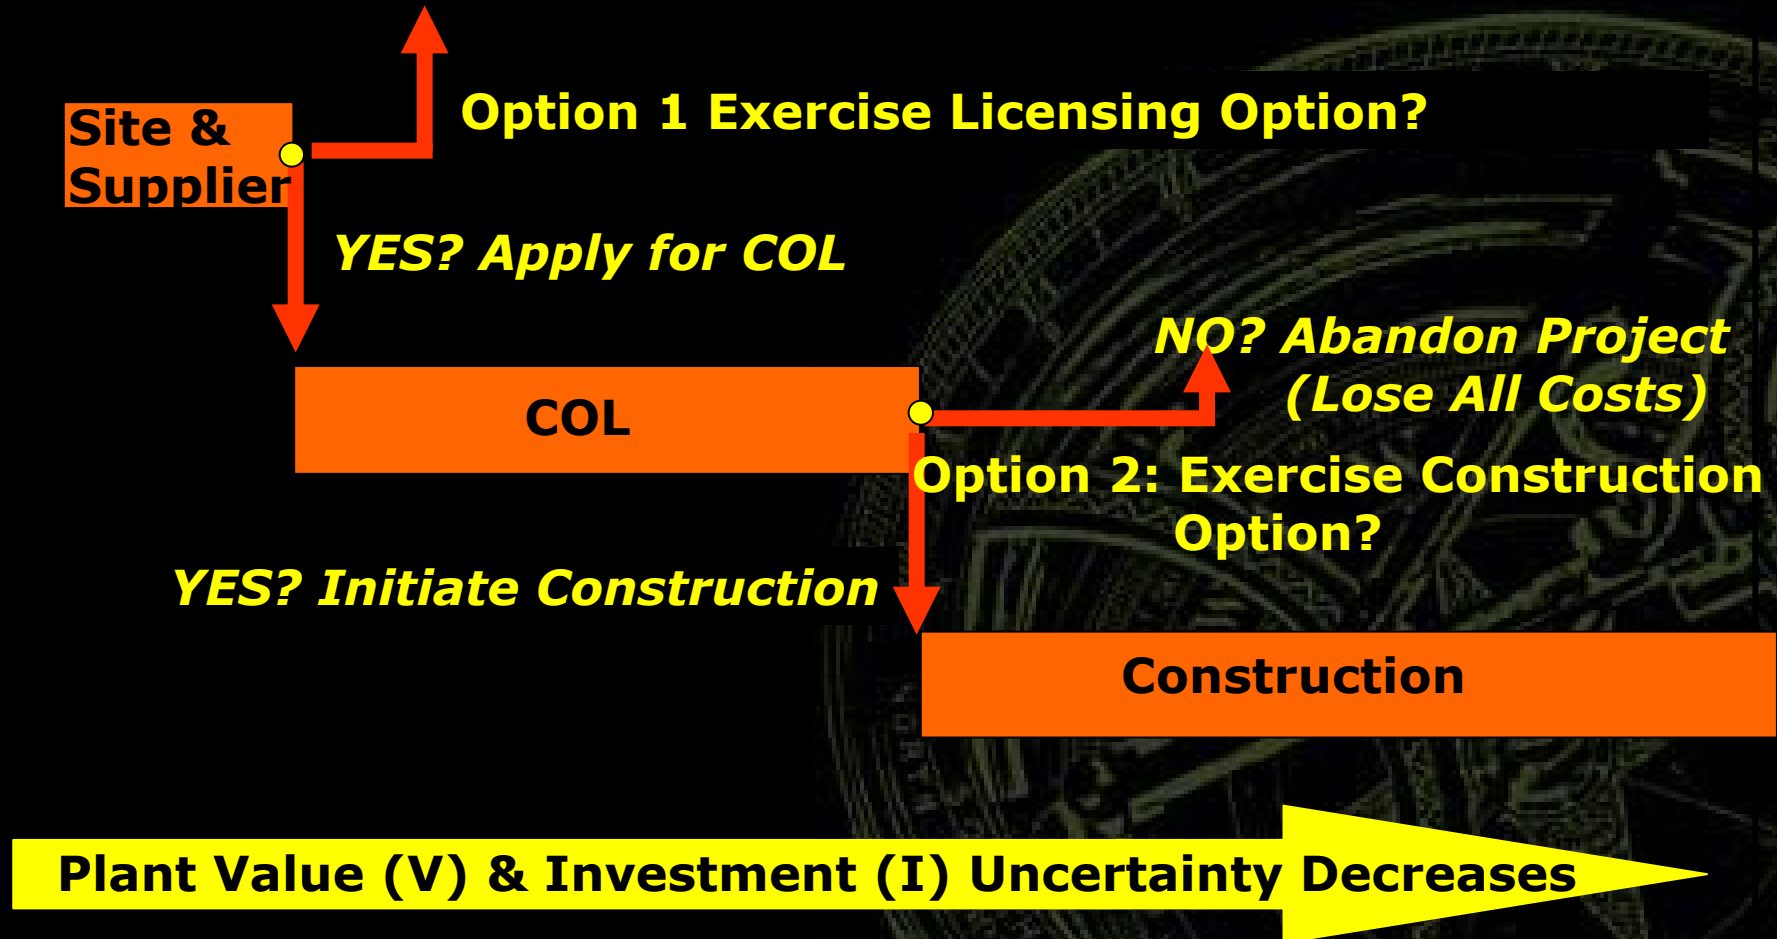 Option 1 Exercise Licensing Option?
Site &
Supplier
YES? Apply for COL
NO? Abandon Project
(Lose All Costs)
COL
Option 2: Exercise Construction
Option?
YES? Initiate Construction
Construction
Plant Value (V) & Investment (I) Uncertainty Decreases